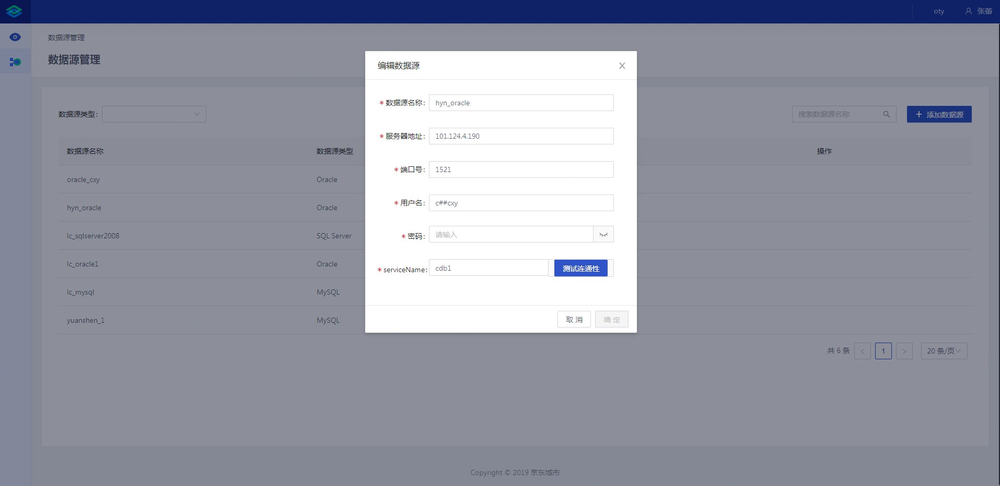 oty 张蕾
数据源管理
数据源管理
数据源类型:
搜索数据源名称
+ 添加数据源
数据源名称 数据源类型 操作
oracle_cxy Oracle
hyn_oracle Oracle
lc_sqlserver2008 SQL Server
lc_oracle1 Oracle
lc_mysql MySQL
yuanshen_1 MySQL
共 6 条 < 1 > 20 条/页
编辑数据源 X
* 数据源名称: hyn_oracle
* 服务器地址: 101.124.4.190
* 端口号: 1521
* 用户名: c##cxy
* 密码: 请输入
* serviceName: cdb1 测试连通性
取 消 确 定
Copyright © 2019 京东城市